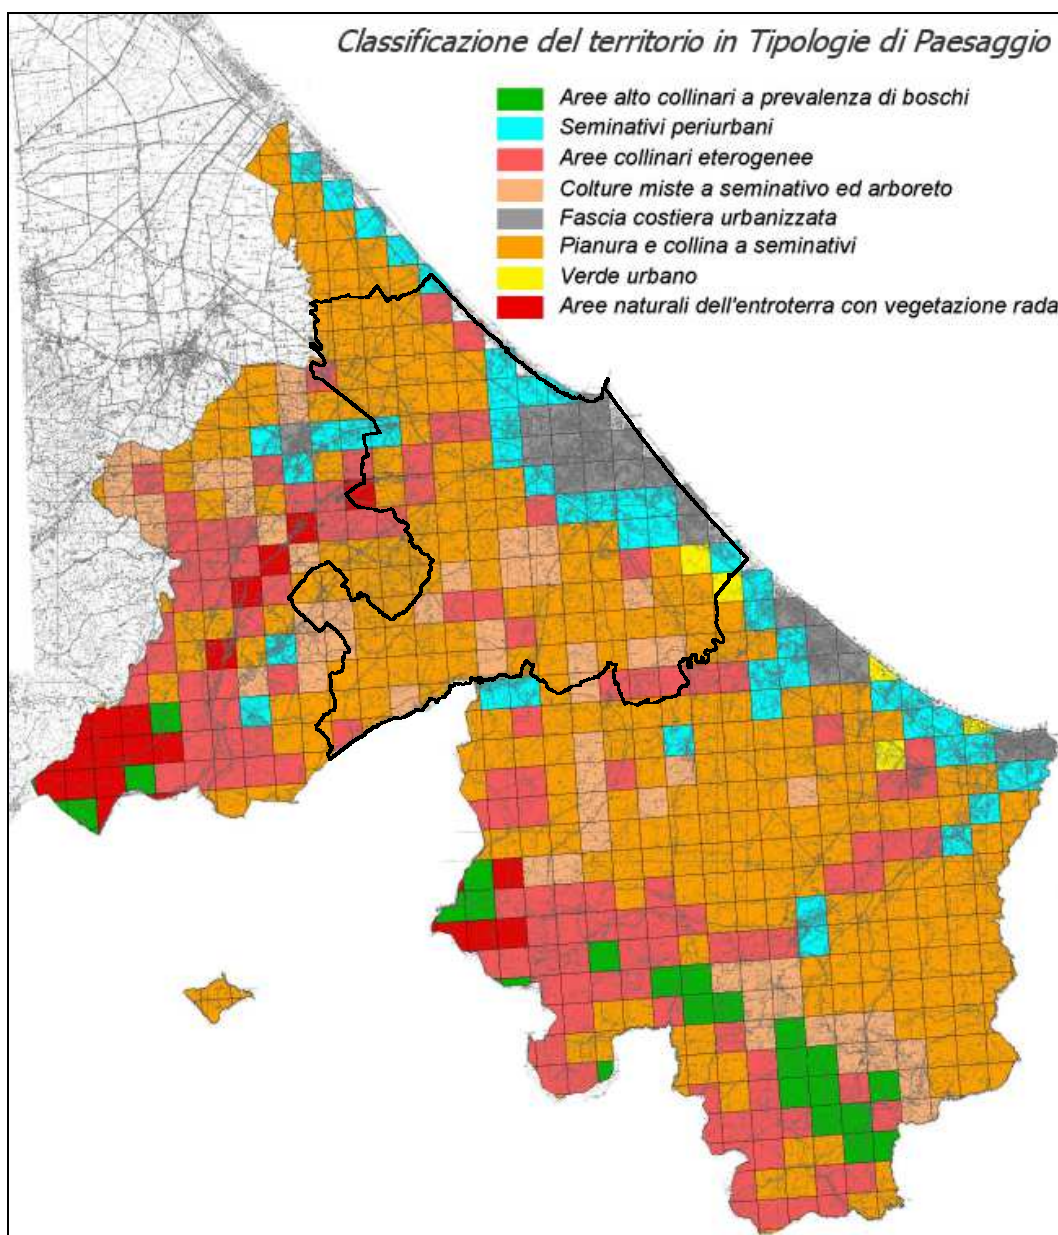 Classificazione del territorio in Tipologie di Paesaggio
Aree alto collinari a prevalenza di boschi
Seminativi periurbani
Aree collinari eterogenee
Colture miste a seminativo ed arboreto
Fascia costiera urbanizzata
Pianura e collina a seminativi
Verde urbano
Aree naturali dell'entroterra con vegetazione rada